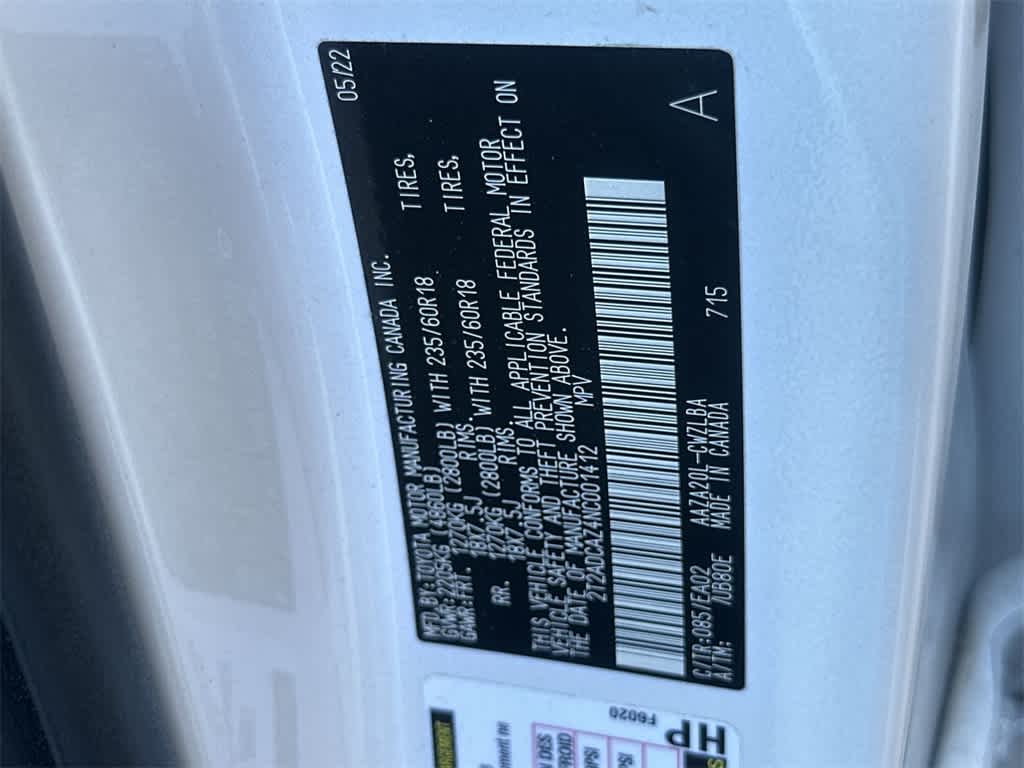 05/22
MFD.BY:TOYOTA MOTOR MANUFACTURING CANADA INC.
GVWR:2205KG (4860LB)
GAWR:FRT. 1270KG (2800LB) WITH 235/60R18 TIRES,
18X7.5J RIMS.
RR. 1270KG (2800LB) WITH 235/60R18 TIRES,
18X7.5J RIMS.
THIS VEHICLE CONFORMS TO ALL APPLICABLE FEDERAL MOTOR
VEHICLE SAFETY AND THEFT PREVENTION STANDARDS IN EFFECT ON
THE DATE OF MANUFACTURE SHOWN ABOVE.
2T2ADCAZ4NC001412 MPV
A
C/TR:085/EA02 AAZA20L-CWZLBA 715
A/TM: /UB80E MADE IN CANADA
F6020
HP